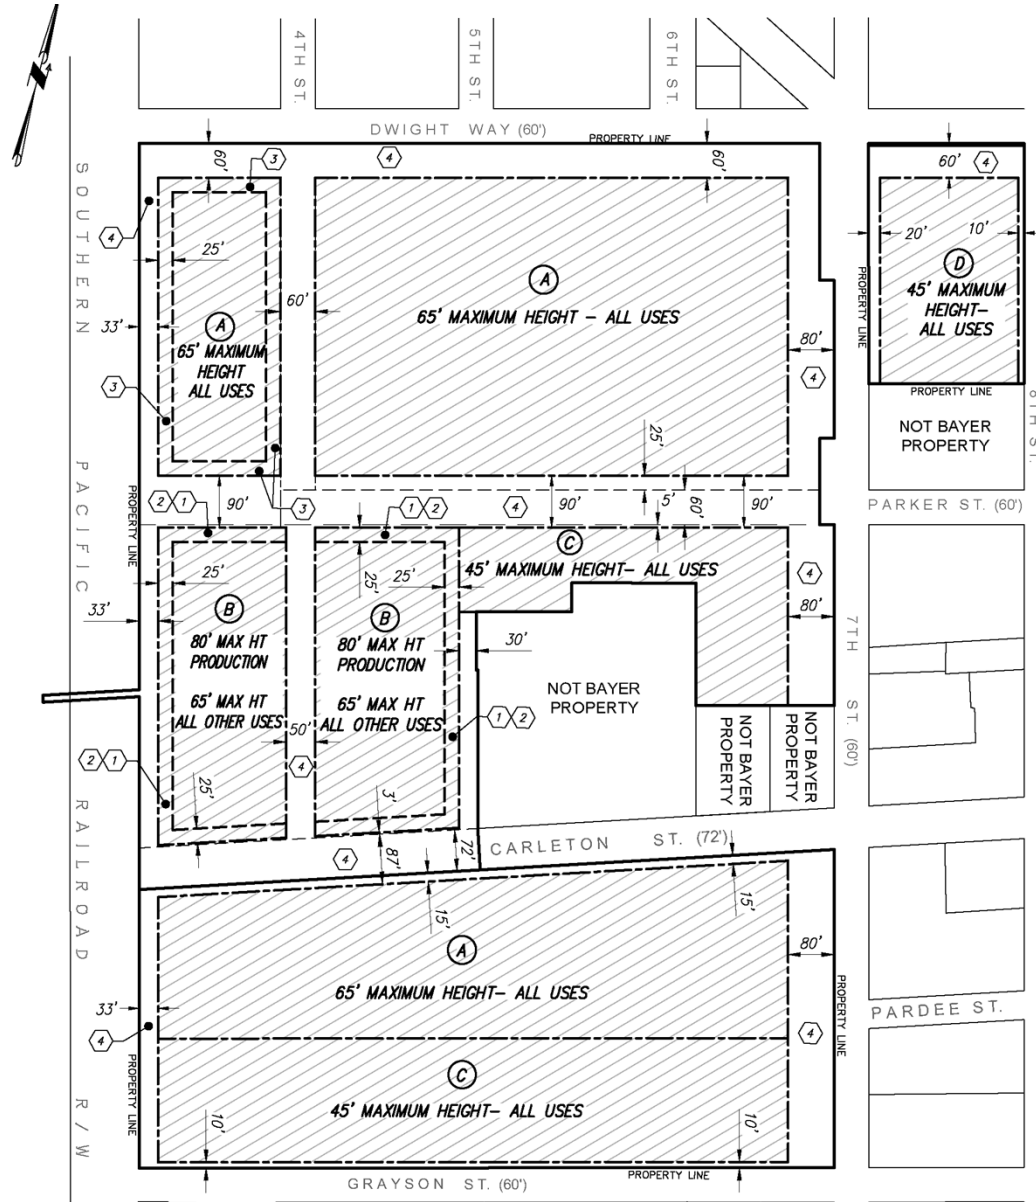 4TH ST.
5TH ST.
6TH ST.
DWIGHT WAY (60')
PROPERTY LINE
SOUTHERN PACIFIC RAILROAD R/W
60'
3
4
60'
60'
4
4
25'
60'
33'
A
65' MAXIMUM
HEIGHT
ALL USES
A
65' MAXIMUM HEIGHT - ALL USES
80'
4
PROPERTY LINE
20'
10'
D
45' MAXIMUM
HEIGHT-
ALL USES
PROPERTY LINE
8TH ST.
NOT BAYER
PROPERTY
3
25'
PROPERTY LINE
2 1
90'
3
1 2
4
90'
5'
60'
90'
PARKER ST. (60')
C
45' MAXIMUM HEIGHT- ALL USES
4
80'
25'
25'
25'
33'
B
80' MAX HT
PRODUCTION
65' MAX HT
ALL OTHER USES
B
80' MAX HT
PRODUCTION
65' MAX HT
ALL OTHER USES
30'
NOT BAYER
PROPERTY
7TH ST. (60')
50'
1 2
NOT BAYER
PROPERTY
NOT BAYER
PROPERTY
2 1
4
25'
3'
4
87'
72'
CARLETON ST. (72')
15'
15'
A
65' MAXIMUM HEIGHT- ALL USES
80'
PROPERTY LINE
33'
4
4
PARDEE ST.
PROPERTY LINE
C
45' MAXIMUM HEIGHT- ALL USES
10'
10'
PROPERTY LINE
GRAYSON ST. (60')